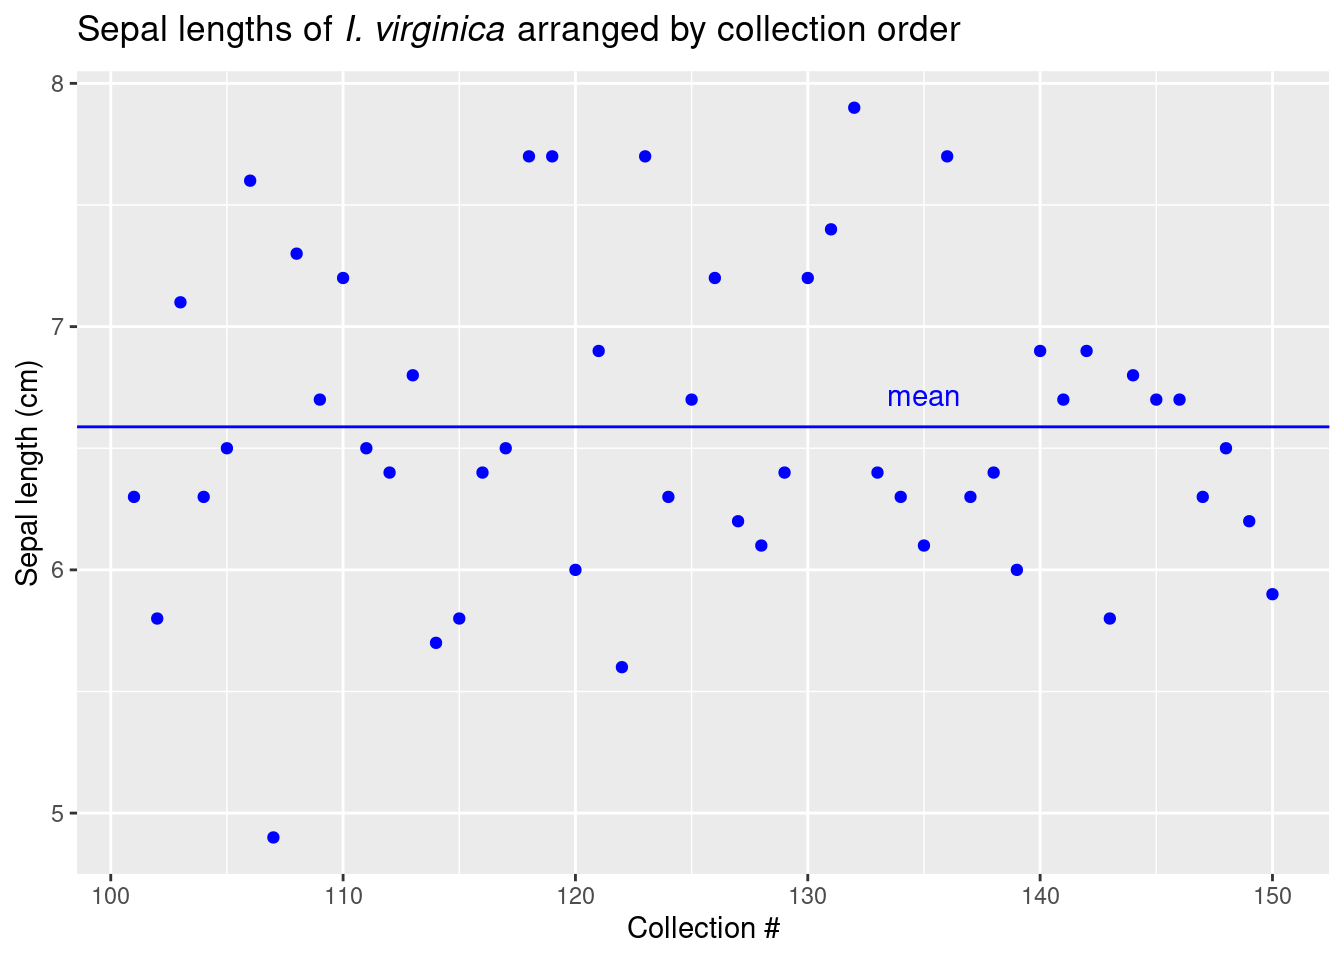 Sepal lengths of I. virginica arranged by collection order
8
7
6
5
Sepal length (cm)
mean
100 110 120 130 140 150
Collection #